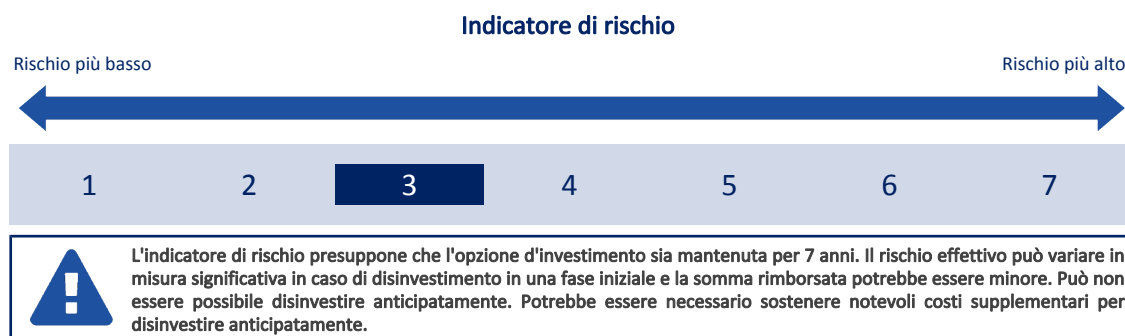 Indicatore di rischio
Rischio più basso
Rischio più alto
1 2 3 4 5 6 7
L'indicatore di rischio presuppone che l'opzione d'investimento sia mantenuta per 7 anni. Il rischio effettivo può variare in
misura significativa in caso di disinvestimento in una fase iniziale e la somma rimborsata potrebbe essere minore. Può non
essere possibile disinvestire anticipatamente. Potrebbe essere necessario sostenere notevoli costi supplementari per
disinvestire anticipatamente.